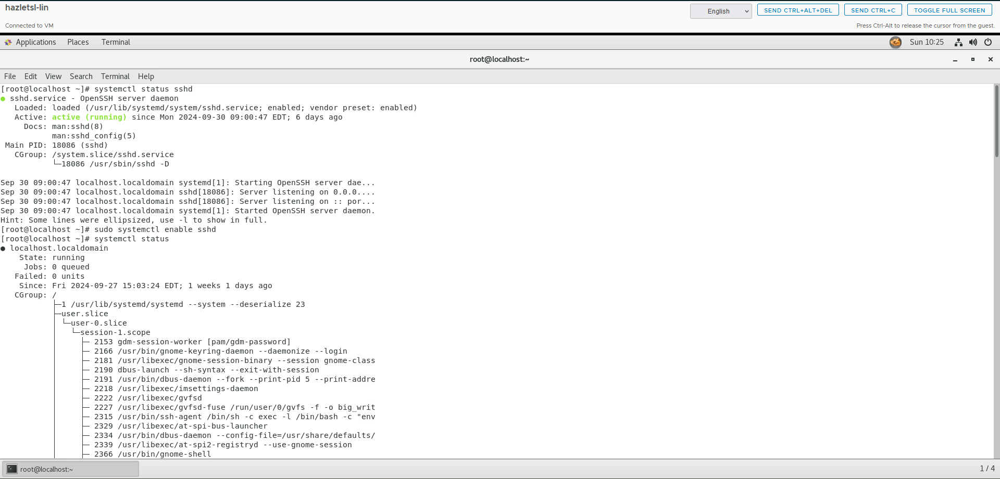 hazletsl-lin
English
SEND CTRL+ALT+DEL
SEND CTRL+C
TOGGLE FULL SCREEN
Connected to VM
Press Ctrl-Alt to release the cursor from the guest.
Applications Places Terminal
Sun 10:25
root@localhost:~
File Edit View Search Terminal Help
[root@localhost ~]# systemctl status sshd
● sshd.service - OpenSSH server daemon
   Loaded: loaded (/usr/lib/systemd/system/sshd.service; enabled; vendor preset: enabled)
   Active: active (running) since Mon 2024-09-30 09:00:47 EDT; 6 days ago
     Docs: man:sshd(8)
           man:sshd_config(5)
 Main PID: 18086 (sshd)
   CGroup: /system.slice/sshd.service
           └─18086 /usr/sbin/sshd -D

Sep 30 09:00:47 localhost.localdomain systemd[1]: Starting OpenSSH server dae...
Sep 30 09:00:47 localhost.localdomain sshd[18086]: Server listening on 0.0.0....
Sep 30 09:00:47 localhost.localdomain sshd[18086]: Server listening on :: por...
Sep 30 09:00:47 localhost.localdomain systemd[1]: Started OpenSSH server daemon.
Hint: Some lines were ellipsized, use -l to show in full.
[root@localhost ~]# sudo systemctl enable sshd
[root@localhost ~]# systemctl status
● localhost.localdomain
    State: running
     Jobs: 0 queued
   Failed: 0 units
    Since: Fri 2024-09-27 15:03:24 EDT; 1 weeks 1 days ago
   CGroup: /
           ├─1 /usr/lib/systemd/systemd --system --deserialize 23
           ├─user.slice
           │ └─user-0.slice
           │   └─session-1.scope
           │     ├─ 2153 gdm-session-worker [pam/gdm-password]
           │     ├─ 2166 /usr/bin/gnome-keyring-daemon --daemonize --login
           │     ├─ 2181 /usr/libexec/gnome-session-binary --session gnome-class
           │     ├─ 2190 dbus-launch --sh-syntax --exit-with-session
           │     ├─ 2191 /usr/bin/dbus-daemon --fork --print-pid 5 --print-addre
           │     ├─ 2218 /usr/libexec/imsettings-daemon
           │     ├─ 2222 /usr/libexec/gvfsd
           │     ├─ 2227 /usr/libexec/gvfsd-fuse /run/user/0/gvfs -f -o big_writ
           │     ├─ 2315 /usr/bin/ssh-agent /bin/sh -c exec -l /bin/bash -c "env
           │     ├─ 2329 /usr/libexec/at-spi-bus-launcher
           │     ├─ 2334 /usr/bin/dbus-daemon --config-file=/usr/share/defaults/
           │     ├─ 2339 /usr/libexec/at-spi2-registryd --use-gnome-session
           │     ├─ 2366 /usr/bin/gnome-shell
root@localhost:~
1 / 4